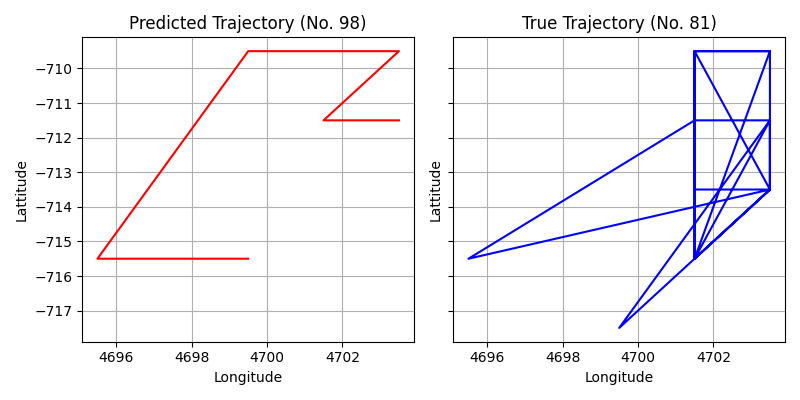 Predicted Trajectory (No. 98)
True Trajectory (No. 81)
Lattitude
−710
−711
−712
−713
−714
−715
−716
−717
4696
4698
4700
4702
Longitude
Lattitude
4696
4698
4700
4702
Longitude